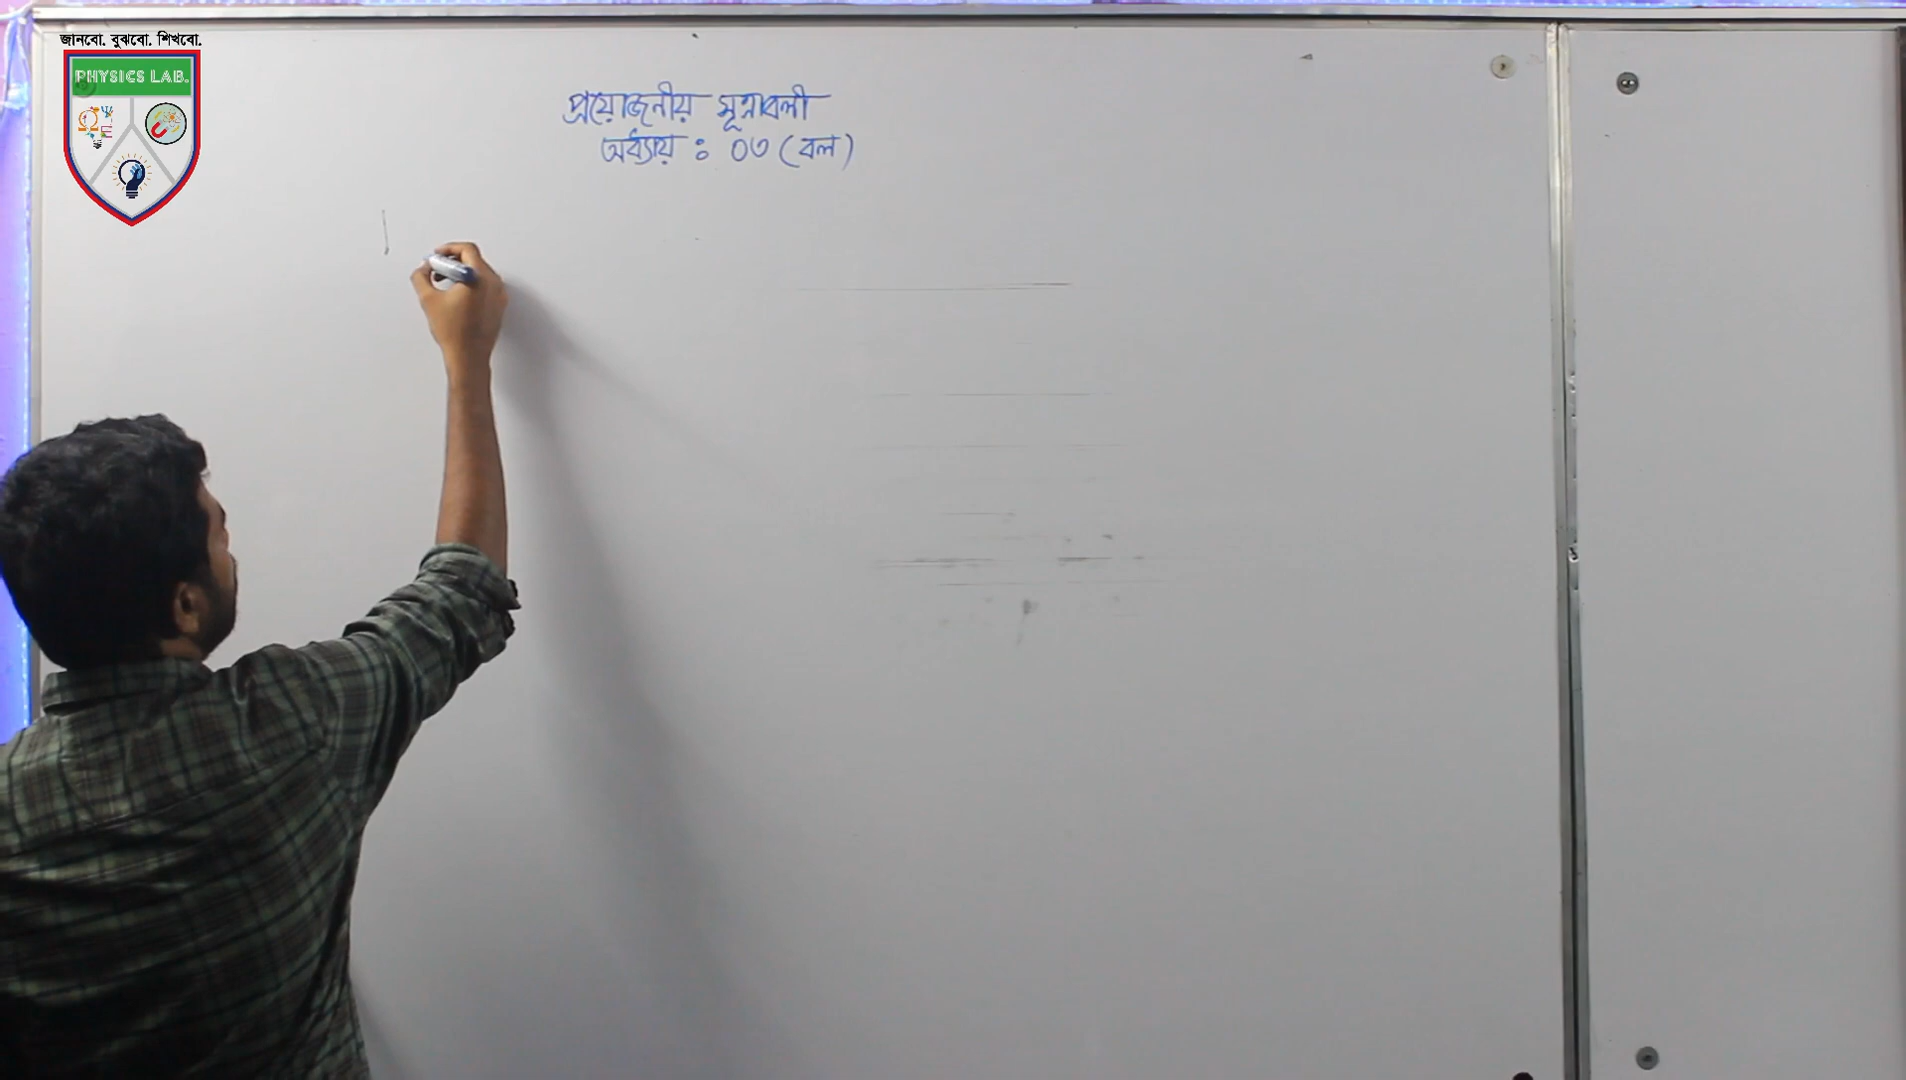 জানবো. বুঝবো. শিখবো.
PHYSICS LAB.
প্রয়োজনীয় সূত্রাবলী
অধ্যায় : ০৩ (বল)